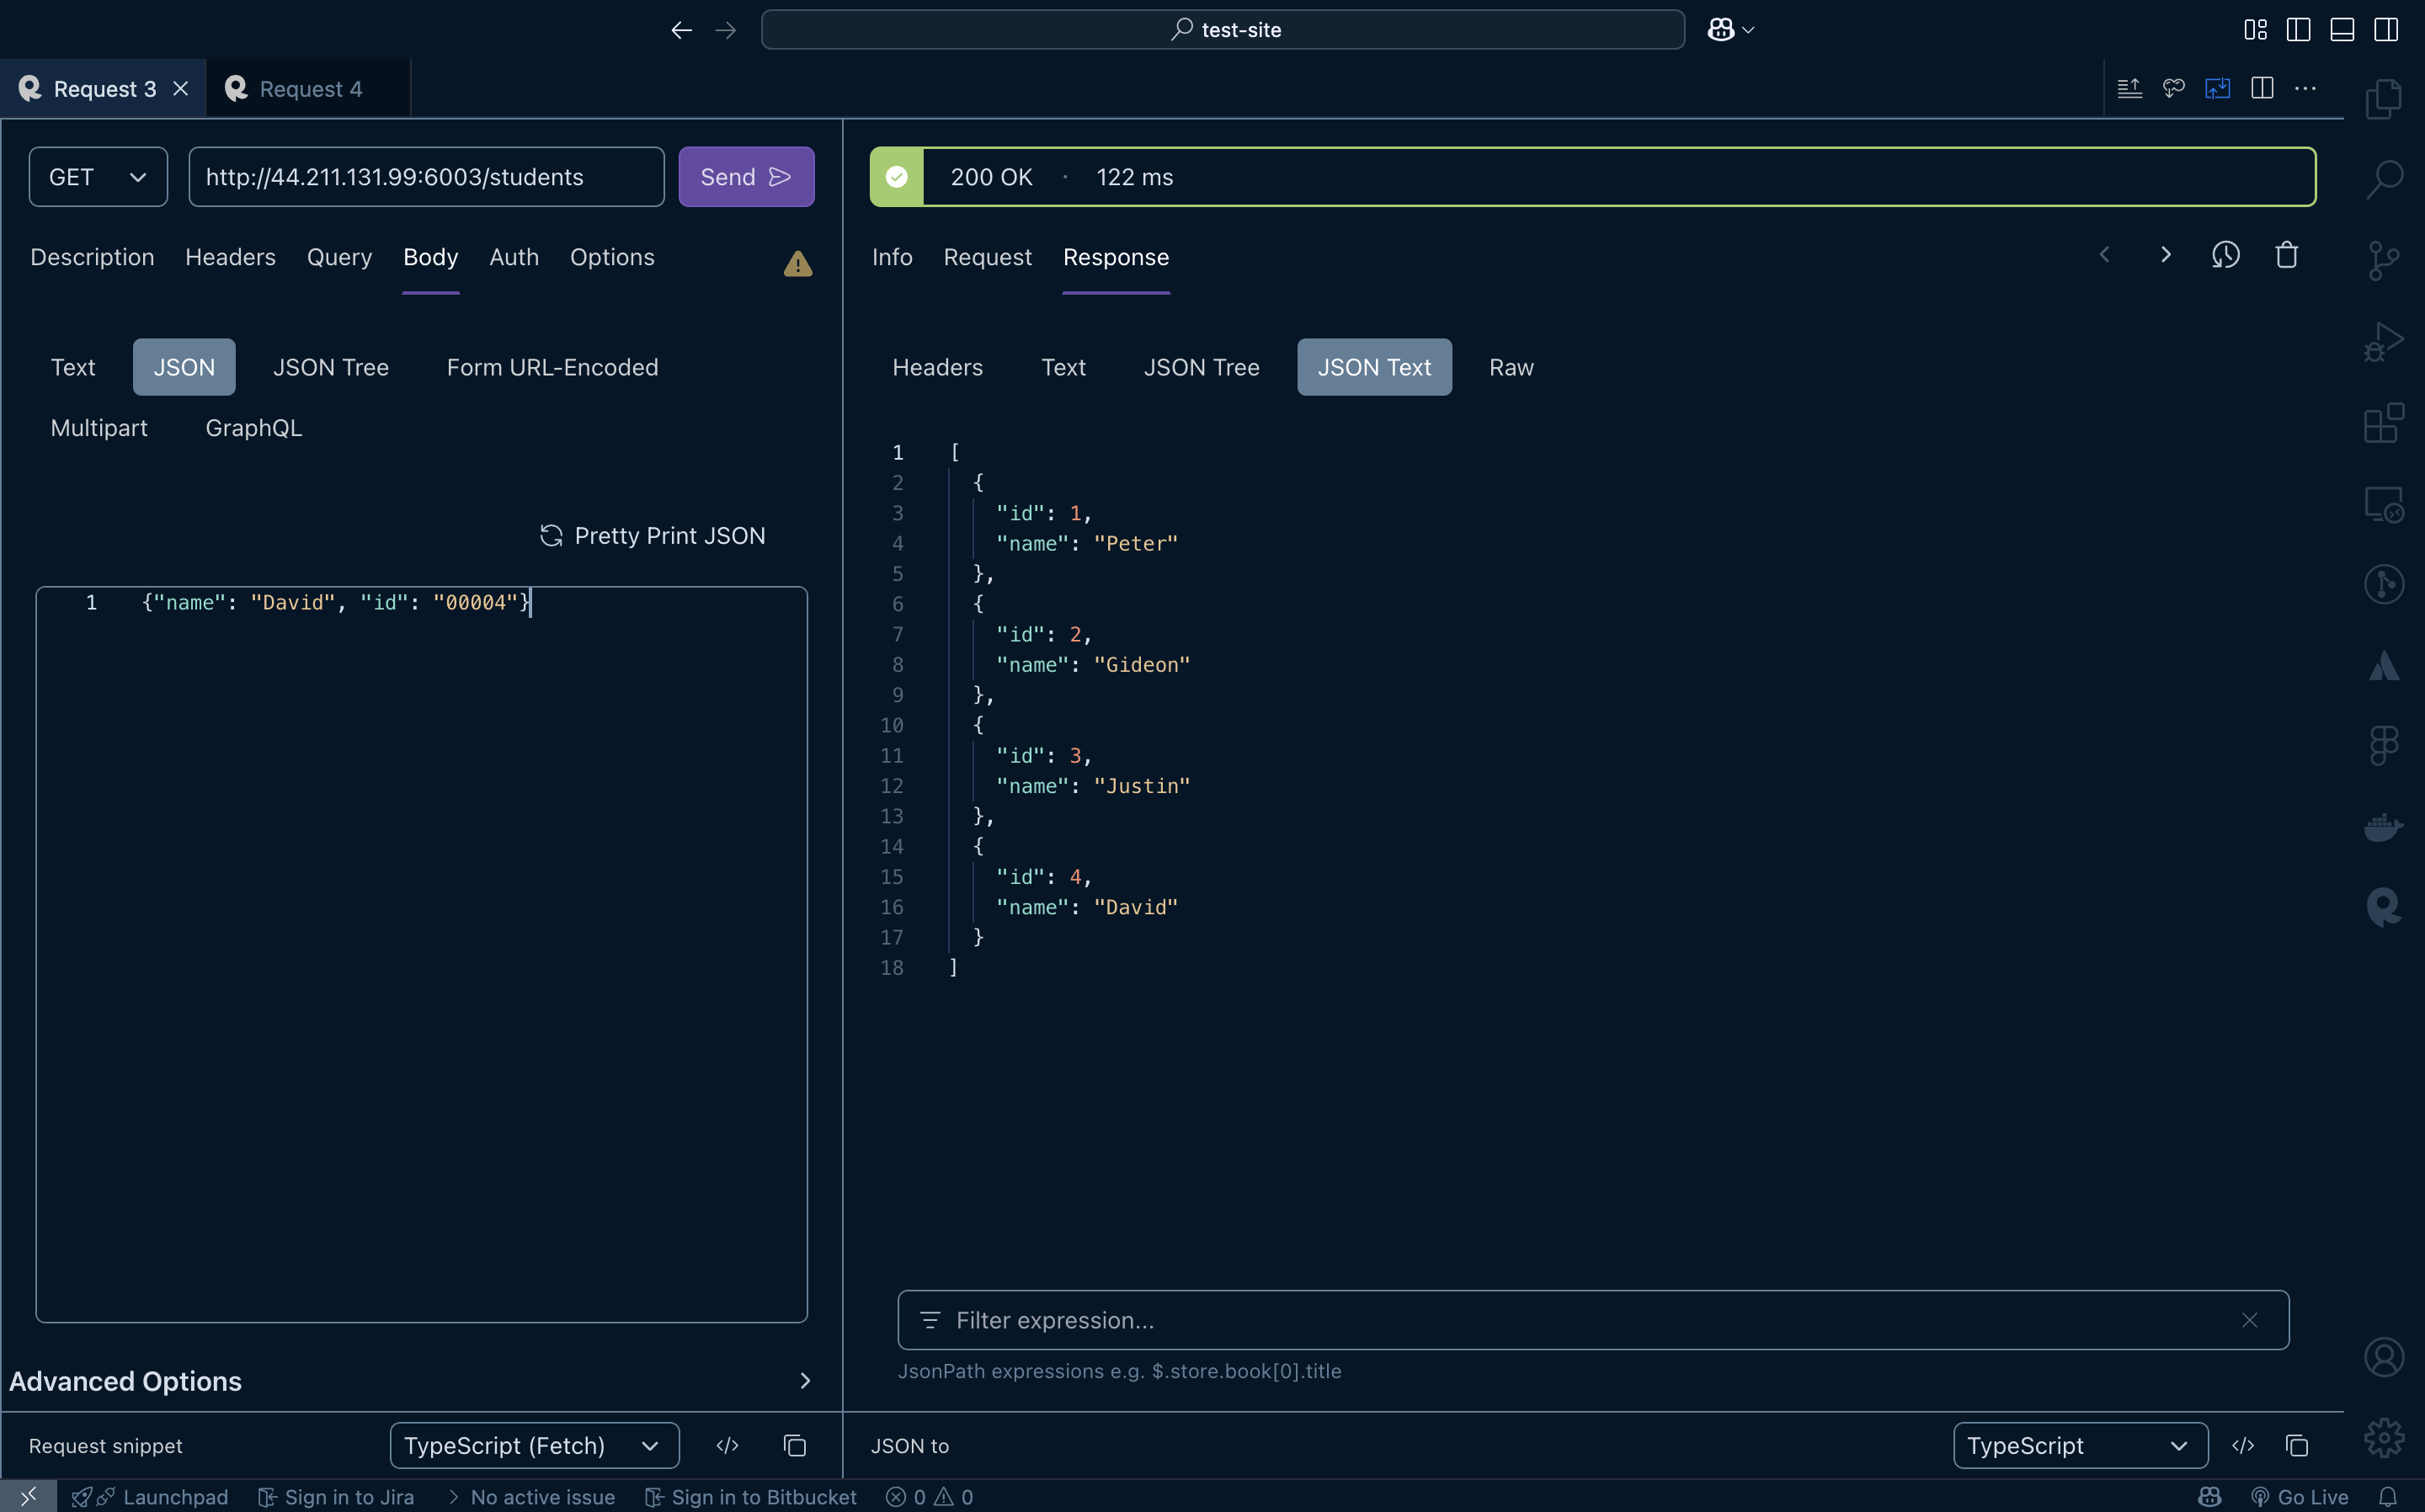 test-site
Request 3
Request 4
GET
http://44.211.131.99:6003/students
Send
200 OK · 122 ms
Description Headers Query Body Auth Options
Info Request Response
Text JSON JSON Tree Form URL-Encoded
Multipart GraphQL
Headers Text JSON Tree JSON Text Raw
Pretty Print JSON
1 {"name": "David", "id": "00004"}
1 [
2 {
3 "id": 1,
4 "name": "Peter"
5 },
6 {
7 "id": 2,
8 "name": "Gideon"
9 },
10 {
11 "id": 3,
12 "name": "Justin"
13 },
14 {
15 "id": 4,
16 "name": "David"
17 }
18 ]
Filter expression...
JsonPath expressions e.g. $.store.book[0].title
Advanced Options
Request snippet TypeScript (Fetch)
JSON to TypeScript
Launchpad Sign in to Jira No active issue Sign in to Bitbucket 0 0 Go Live